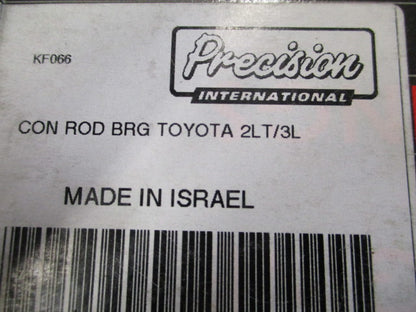 KF066
Precision
INTERNATIONAL
CON ROD BRG TOYOTA 2LT/3L
MADE IN ISRAEL